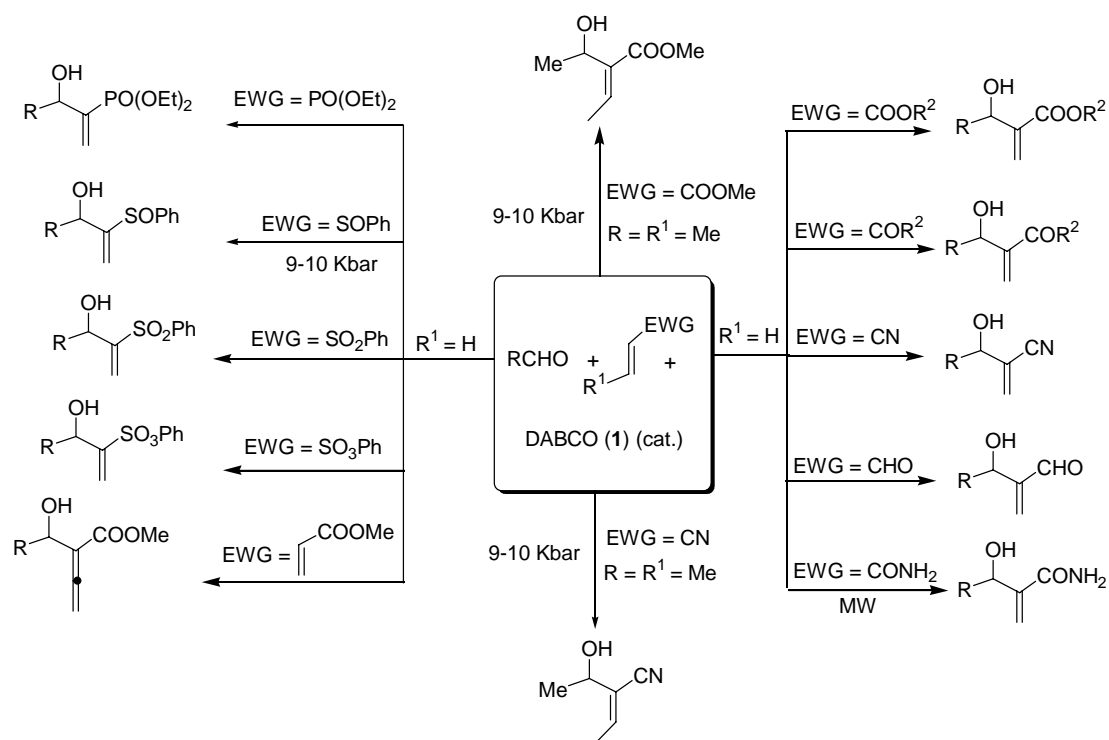 OH
Me
COOMe
EWG = COOMe
9-10 Kbar
R = R¹ = Me
OH
R
PO(OEt)₂
EWG = PO(OEt)₂
OH
R
SOPh
EWG = SOPh
9-10 Kbar
OH
R
SO₂Ph
EWG = SO₂Ph
R¹ = H
OH
R
SO₃Ph
EWG = SO₃Ph
OH
R
COOMe
EWG =
COOMe
RCHO
+
EWG
R¹
+
DABCO (1) (cat.)
R¹ = H
EWG = COOR²
OH
R
COOR²
EWG = COR²
OH
R
COR²
EWG = CN
OH
R
CN
EWG = CHO
OH
R
CHO
EWG = CONH₂
MW
OH
R
CONH₂
9-10 Kbar
EWG = CN
R = R¹ = Me
OH
Me
CN